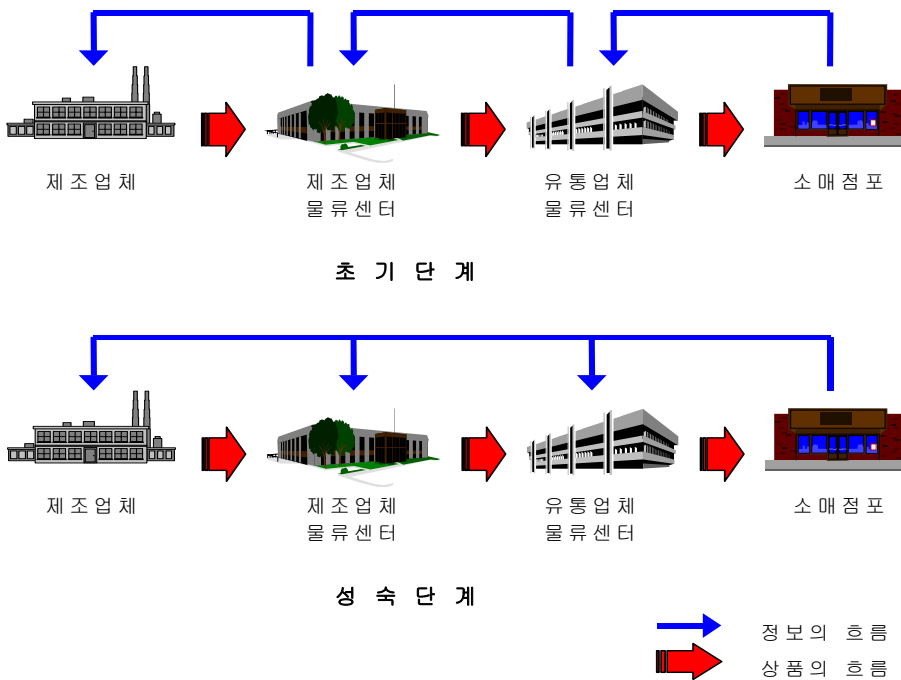 제조업체
제조업체
물류센터
유통업체
물류센터
소매점포
초기단계
제조업체
제조업체
물류센터
유통업체
물류센터
소매점포
성숙단계
정보의 흐름
상품의 흐름